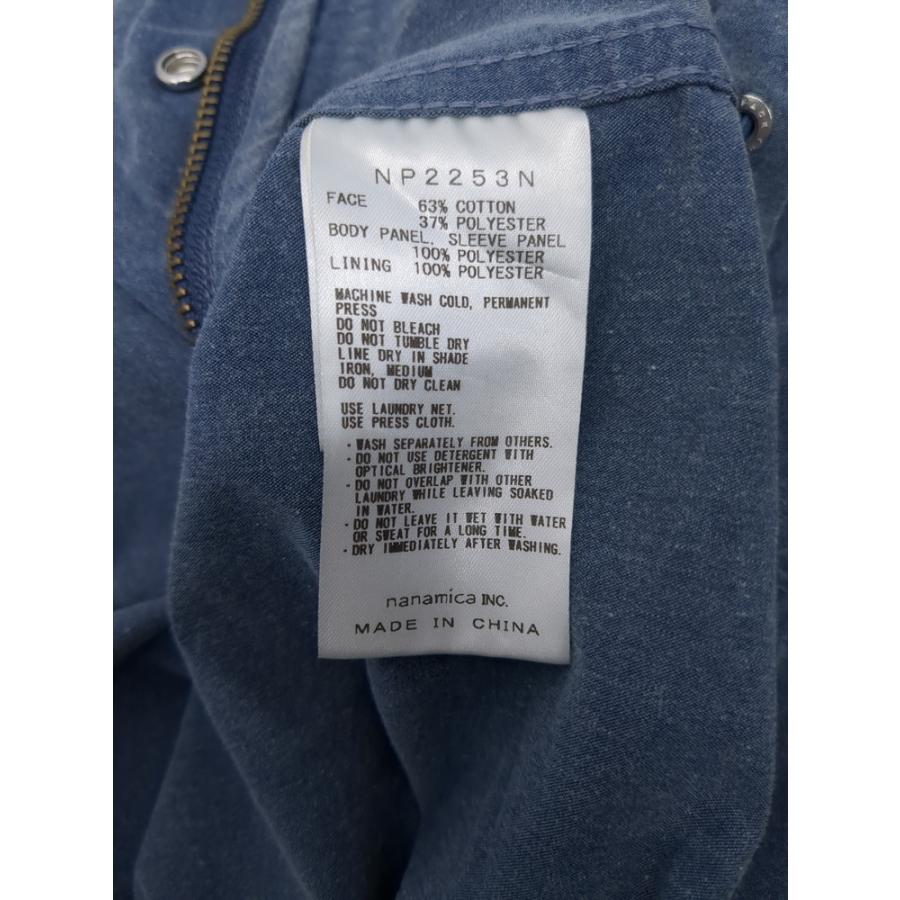 NP2253N
FACE 63% COTTON
37% POLYESTER
BODY PANEL, SLEEVE PANEL
100% POLYESTER
LINING 100% POLYESTER
MACHINE WASH COLD, PERMANENT
PRESS
DO NOT BLEACH
DO NOT TUMBLE DRY
LINE DRY IN SHADE
IRON, MEDIUM
DO NOT DRY CLEAN
USE LAUNDRY NET.
USE PRESS CLOTH.
・WASH SEPARATELY FROM OTHERS.
・DO NOT USE DETERGENT WITH
OPTICAL BRIGHTENER.
・DO NOT OVERLAP WITH OTHER
LAUNDRY WHILE LEAVING SOAKED
IN WATER.
・DO NOT LEAVE IT WET WITH WATER
OR SWEAT FOR A LONG TIME.
・DRY IMMEDIATELY AFTER WASHING.
nanamica INC.
MADE IN CHINA